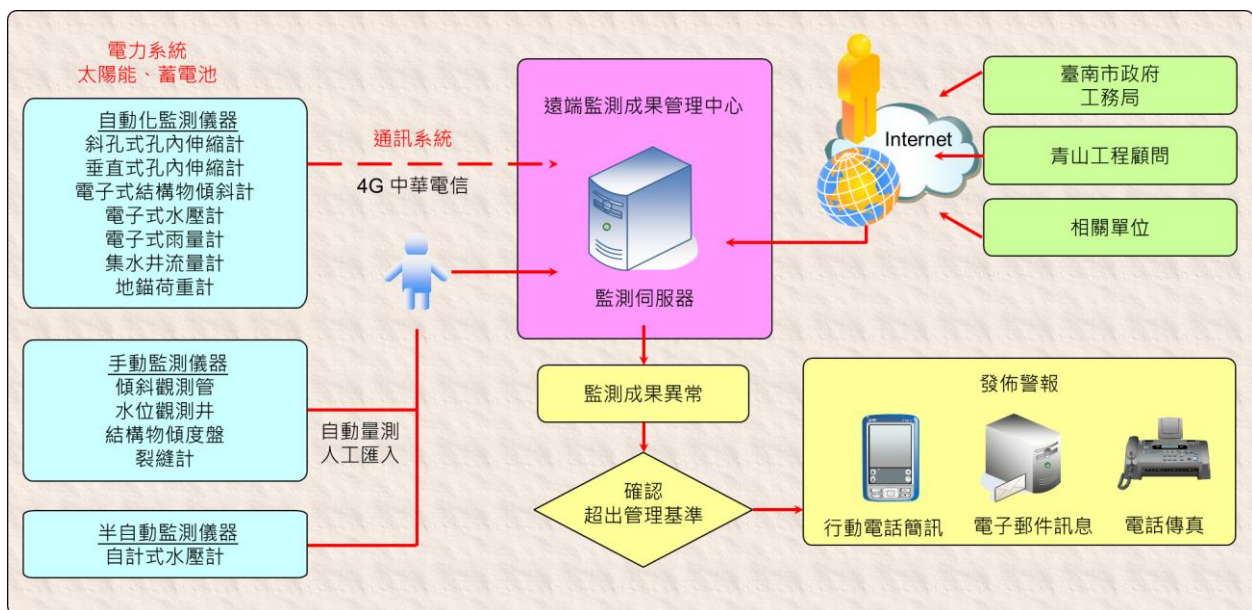 電力系統
太陽能、蓄電池
自動化監測儀器
斜孔式孔內伸縮計
垂直式孔內伸縮計
電子式結構物傾斜計
電子式水壓計
電子式雨量計
集水井流量計
地錨荷重計
手動監測儀器
傾斜觀測管
水位觀測井
結構物傾度盤
裂縫計
半自動監測儀器
自計式水壓計
通訊系統
4G 中華電信
自動量測
人工匯入
遠端監測成果管理中心
監測伺服器
Internet
臺南市政府
工務局
青山工程顧問
相關單位
監測成果異常
確認
超出管理基準
發佈警報
行動電話簡訊
電子郵件訊息
電話傳真